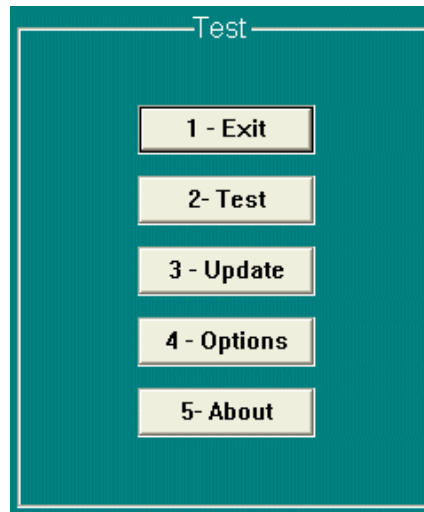 Test
1 - Exit
2- Test
3 - Update
4 - Options
5- About